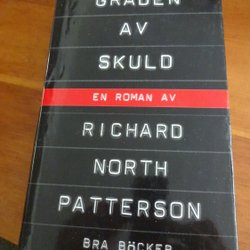 GRADEN
AV
SKULD
EN ROMAN AV
RICHARD
NORTH
PATTERSON
BRA BÖCKER